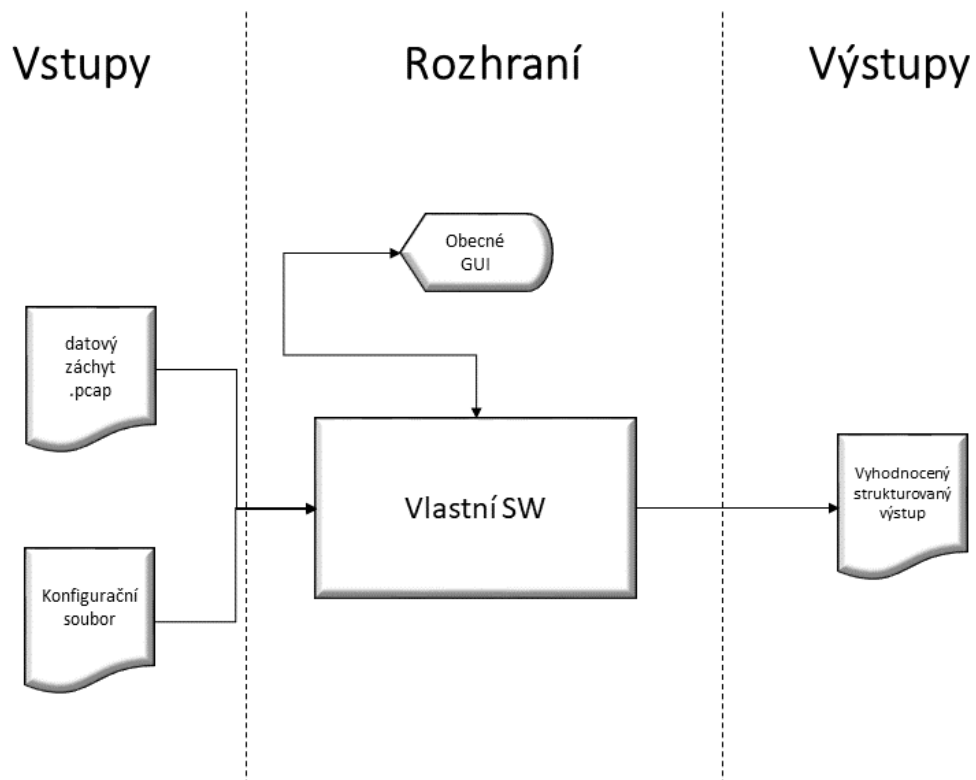 Vstupy
Rozhraní
Výstupy
Obecné
GUI
datový
záchyt
.pcap
Vlastní SW
Vyhodnocený
strukturovaný
výstup
Konfigurační
soubor